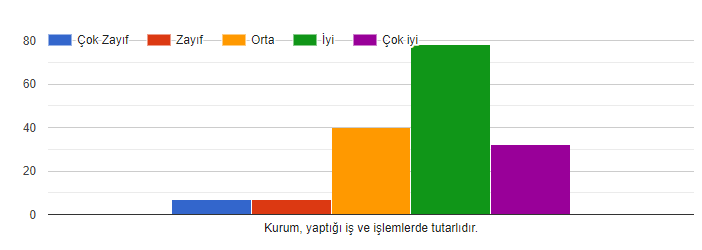 80
Çok Zayıf Zayıf Orta İyi Çok iyi
60
40
20
0
Kurum, yaptığı iş ve işlemlerde tutarlıdır.